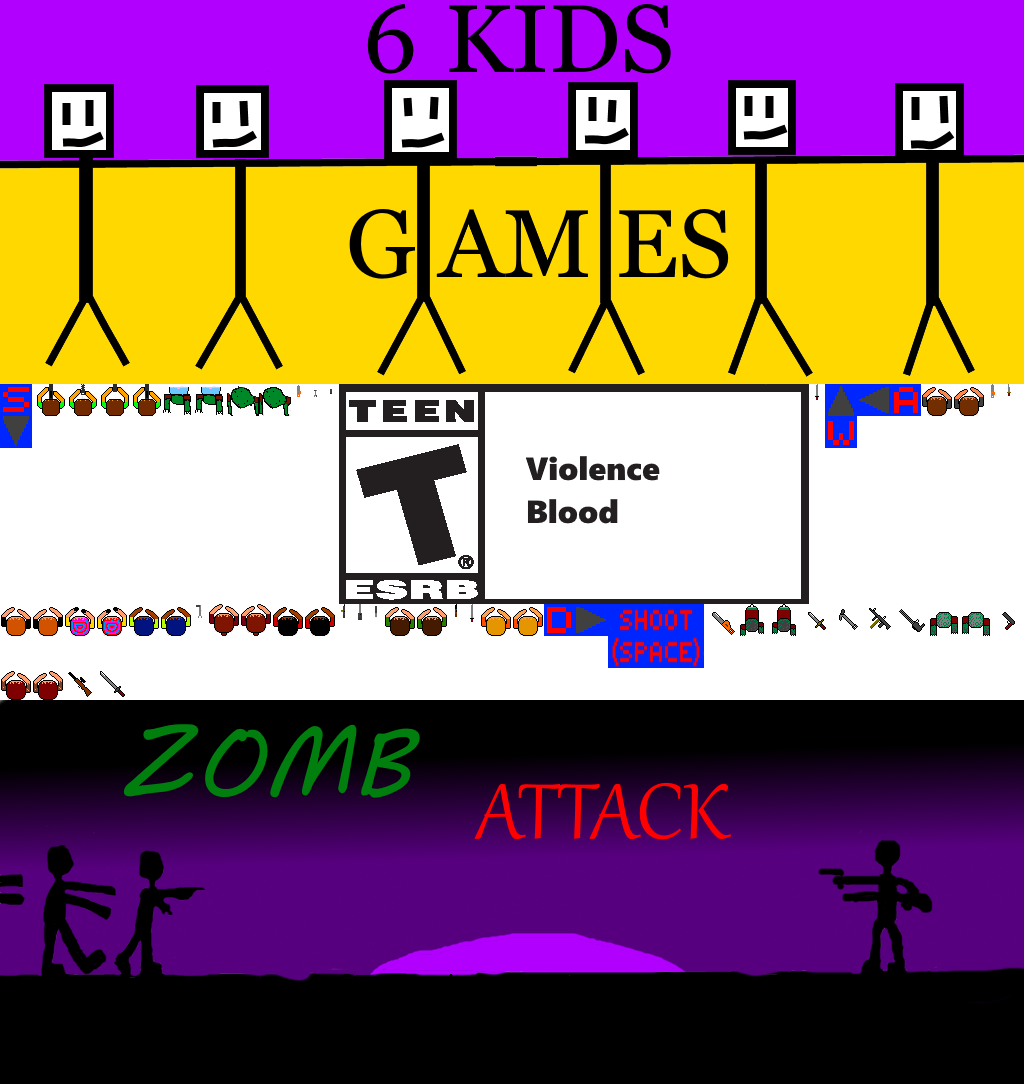 6 KIDS
GAMES
S
TEEN
T®
ESRB
Violence
Blood
A
W
D
SHOOT
(SPACE)
ZOMB
ATTACK